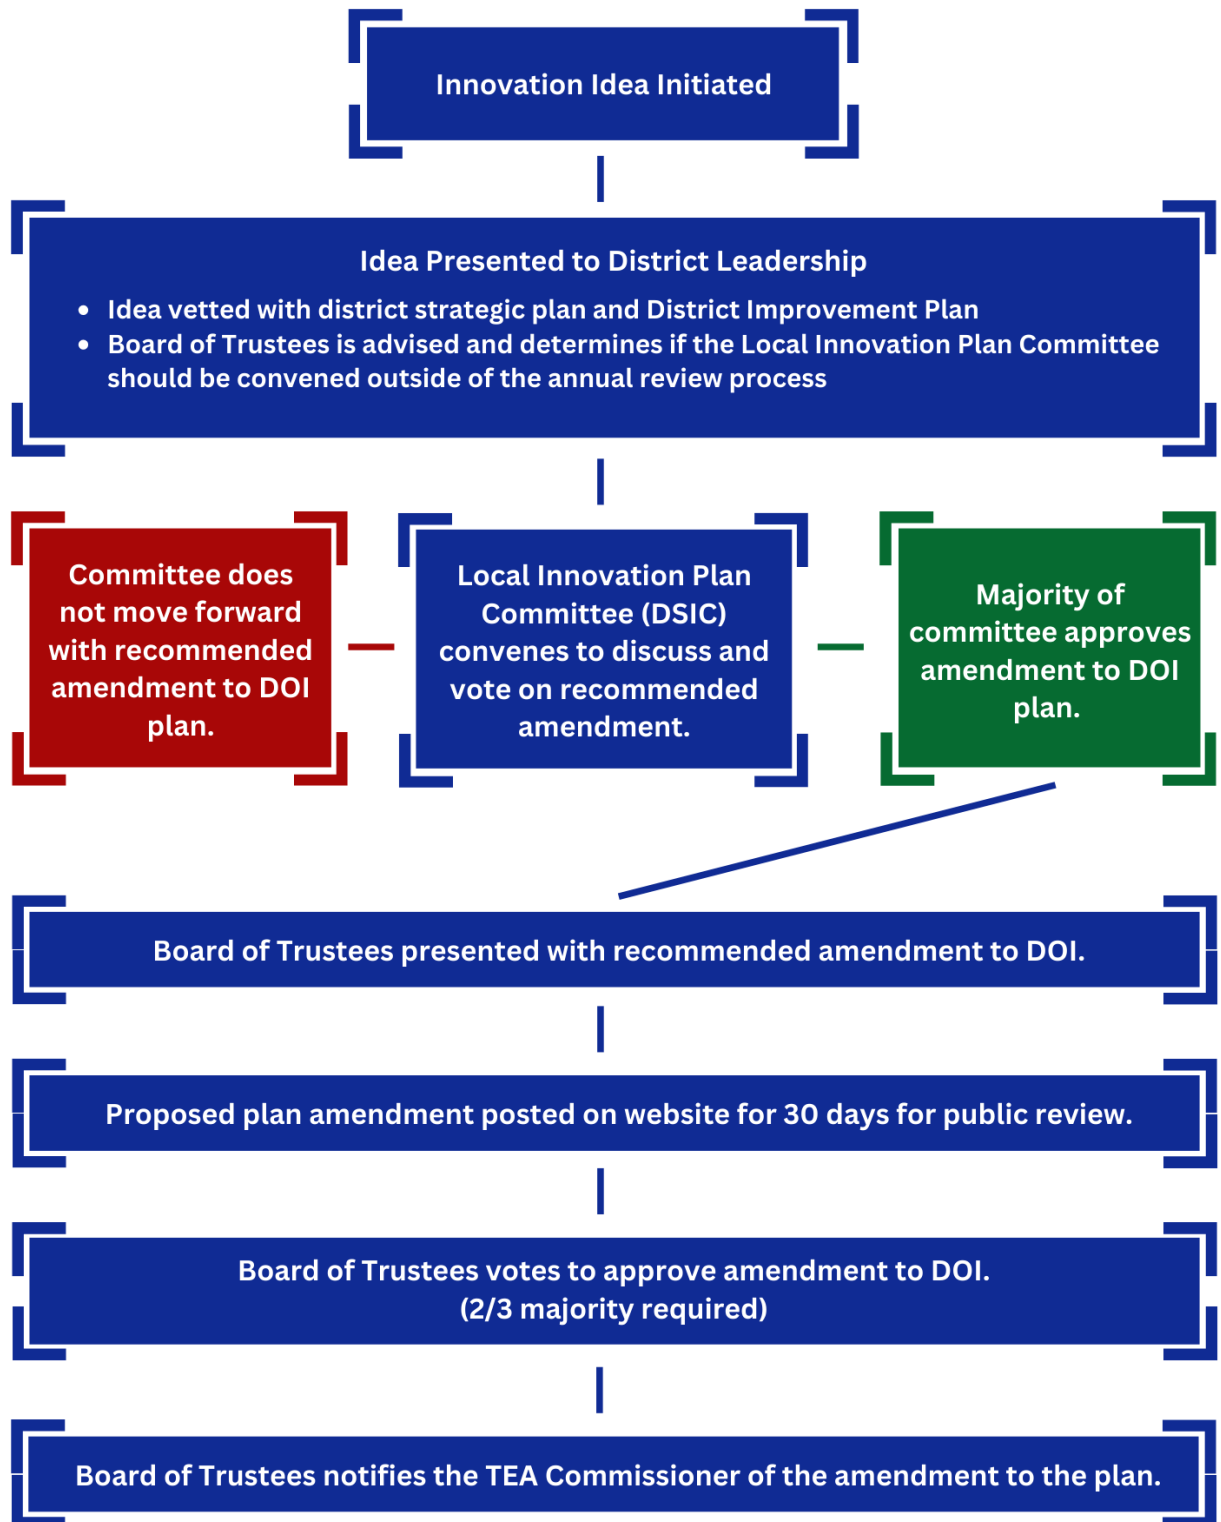 Innovation Idea Initiated
Idea Presented to District Leadership
• Idea vetted with district strategic plan and District Improvement Plan
• Board of Trustees is advised and determines if the Local Innovation Plan Committee
should be convened outside of the annual review process
Committee does
not move forward
with recommended
amendment to DOI
plan.
Local Innovation Plan
Committee (DSIC)
convenes to discuss and
vote on recommended
amendment.
Majority of
committee approves
amendment to DOI
plan.
Board of Trustees presented with recommended amendment to DOI.
Proposed plan amendment posted on website for 30 days for public review.
Board of Trustees votes to approve amendment to DOI.
(2/3 majority required)
Board of Trustees notifies the TEA Commissioner of the amendment to the plan.